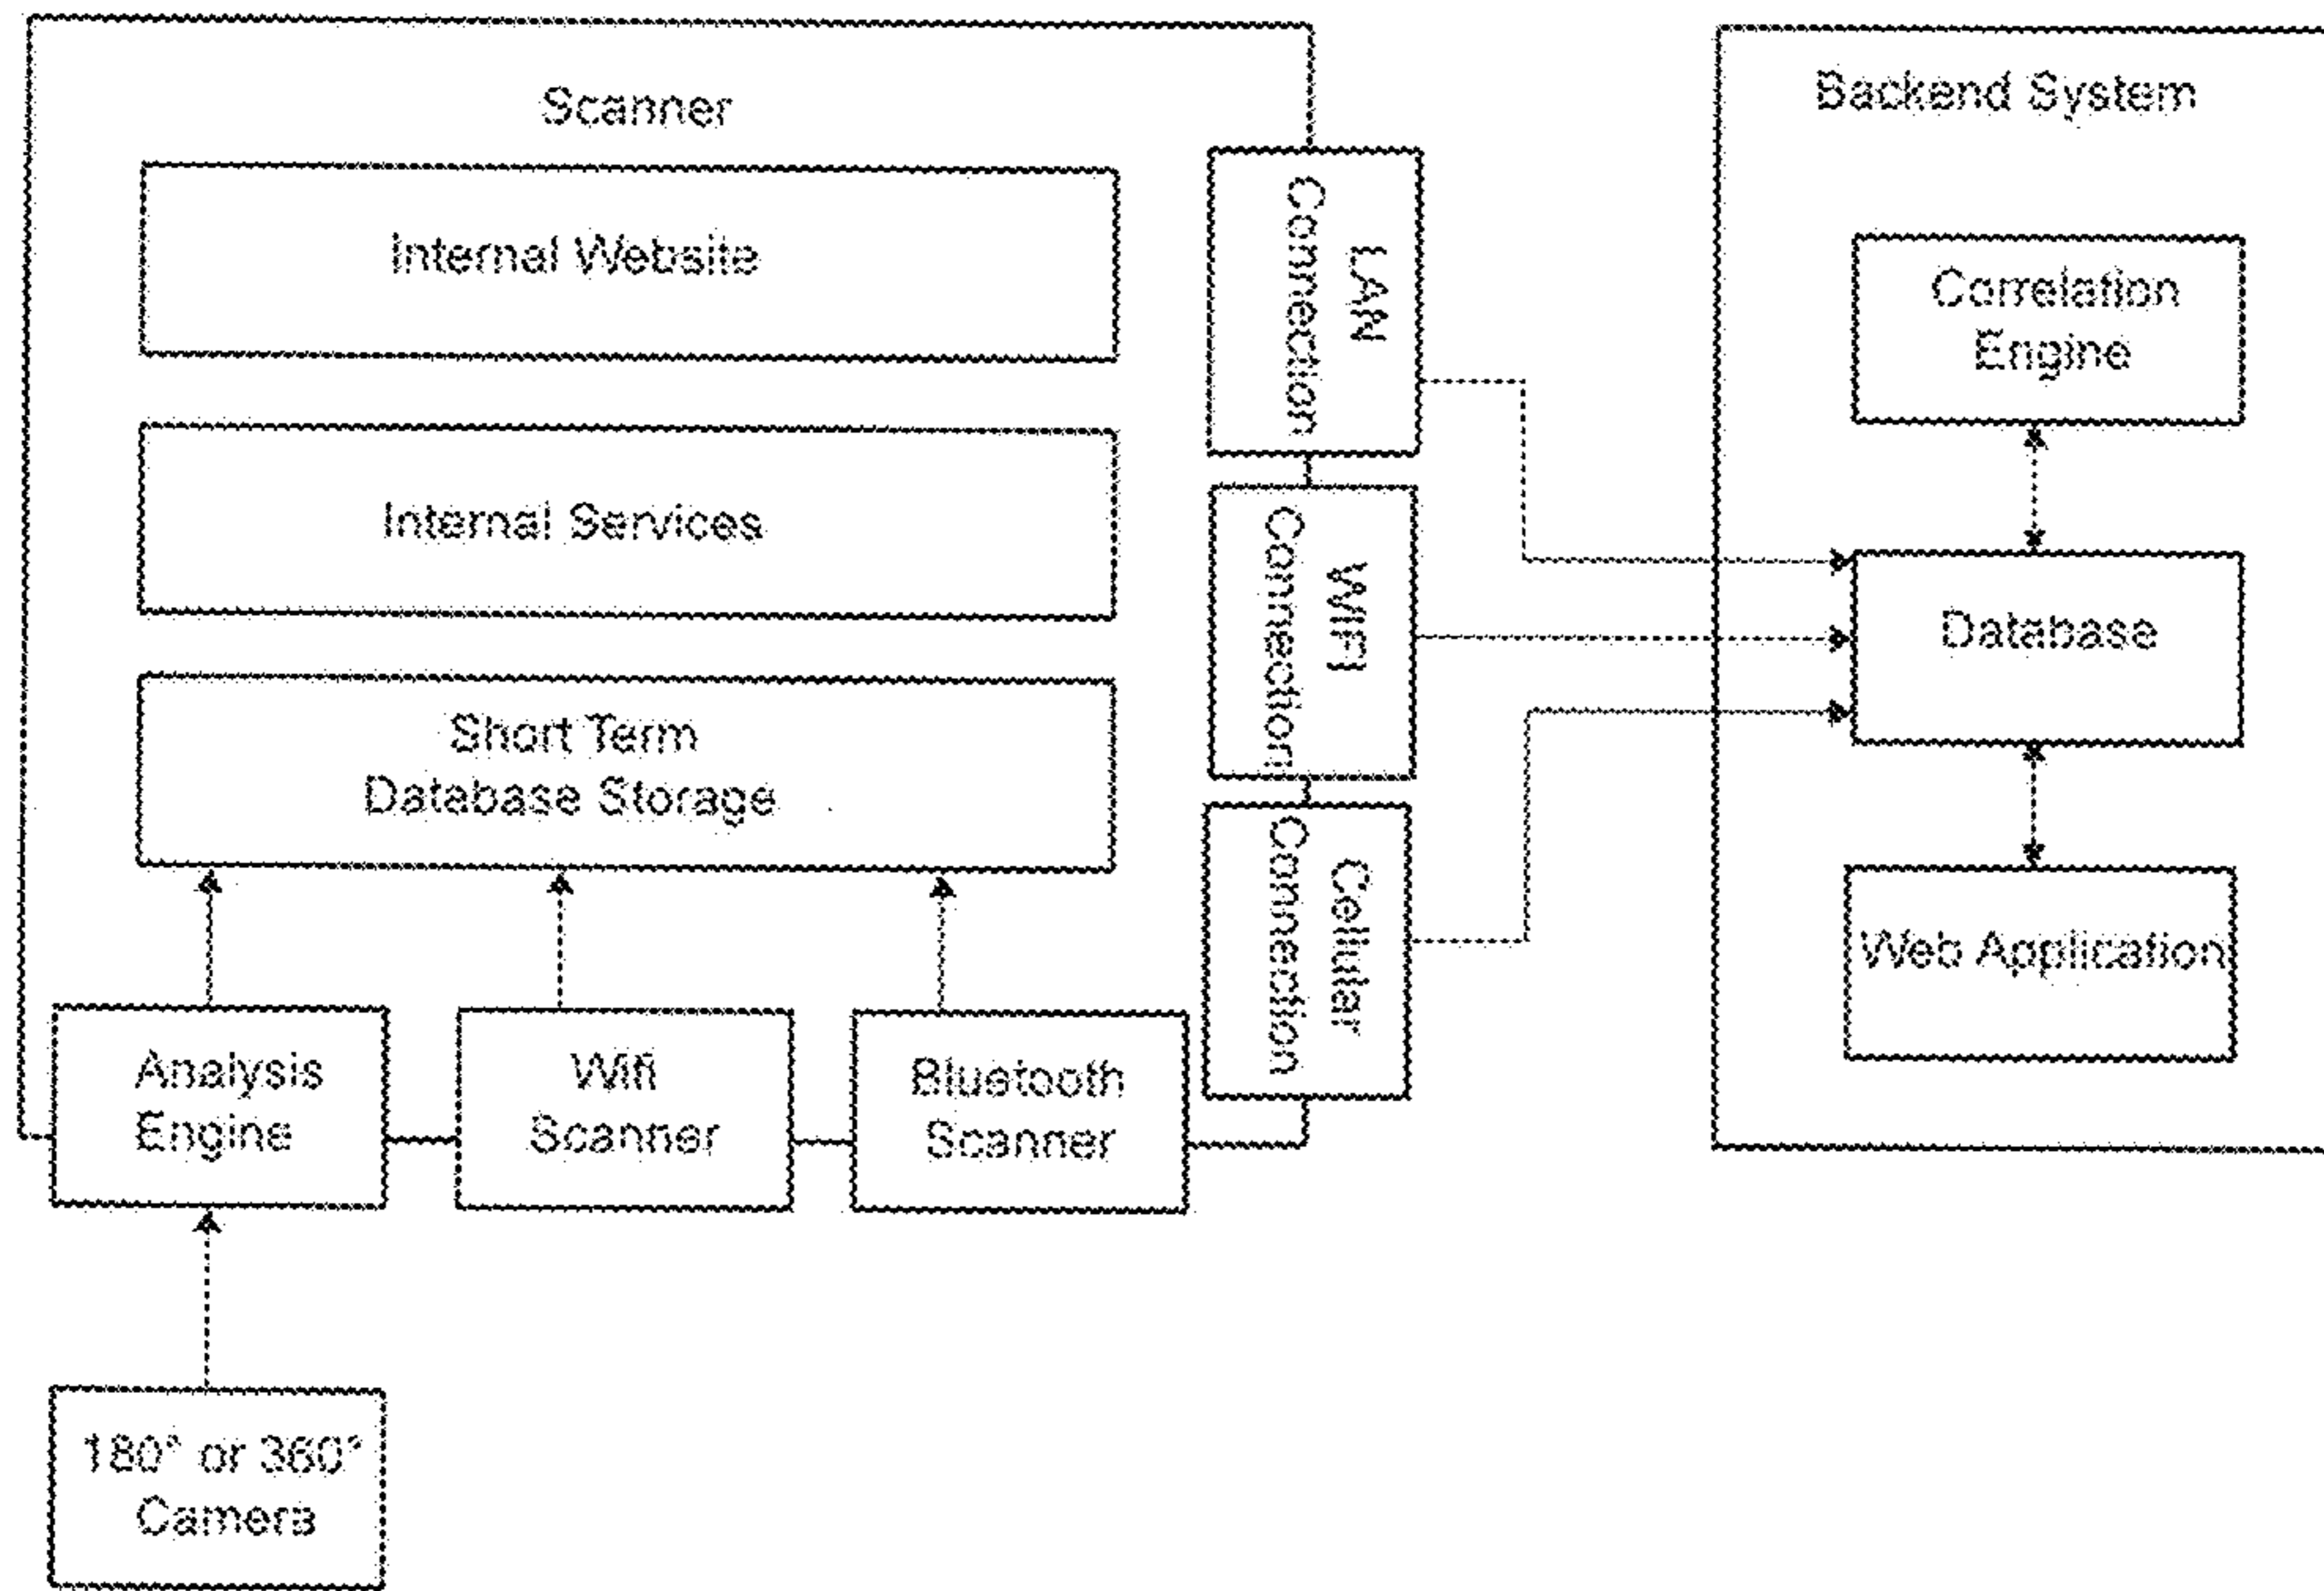 Scanner
Internal Website
Internal Services
Short Term
Database Storage
Analysis
Engine
Wifi
Scanner
Bluetooth
Scanner
180° or 360°
Camera
LAN
Connection
WIFI
Connection
Cellular
Connection
Backend System
Correlation
Engine
Database
Web Application